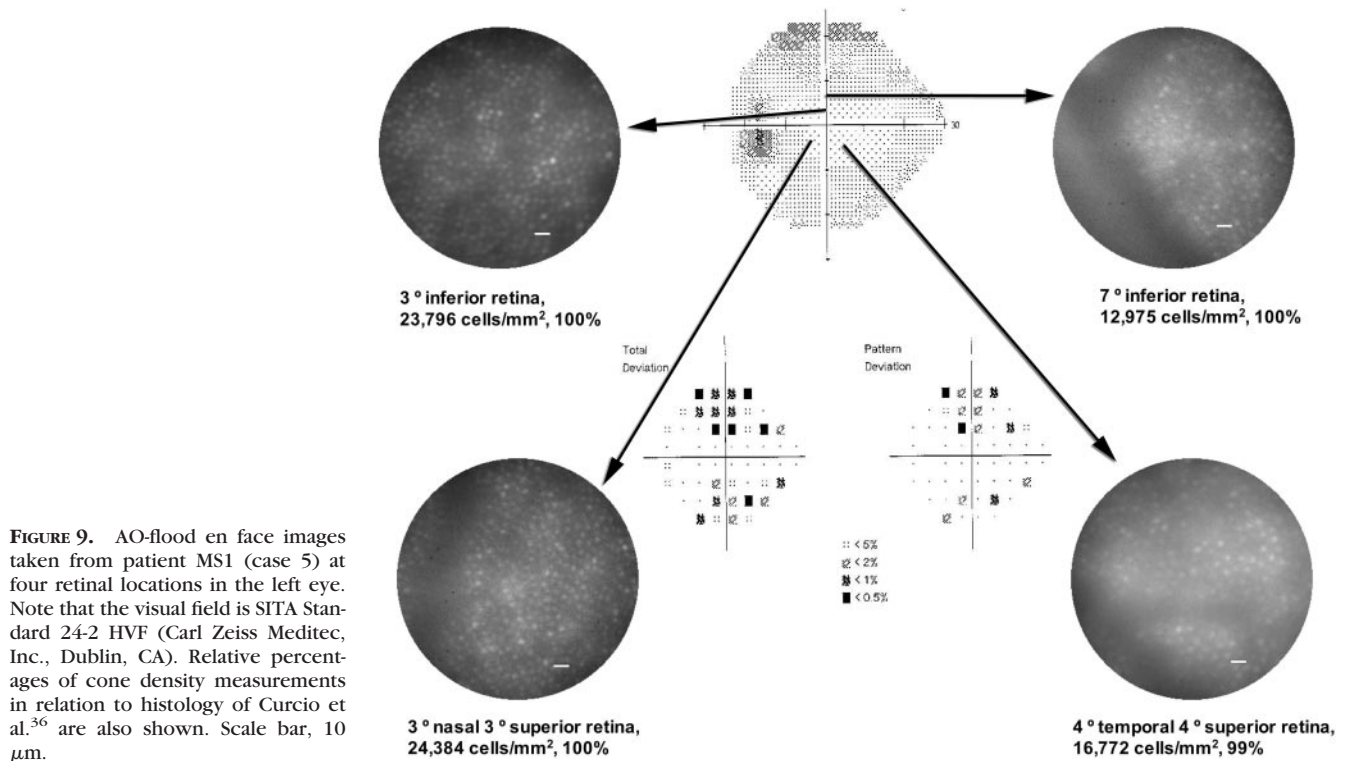 30
3 º inferior retina,
23,796 cells/mm², 100%
7 º inferior retina,
12,975 cells/mm², 100%
Total
Deviation
Pattern
Deviation
< 5%
< 2%
< 1%
< 0.5%
FIGURE 9. AO-flood en face images
taken from patient MS1 (case 5) at
four retinal locations in the left eye.
Note that the visual field is SITA Stan-
dard 24-2 HVF (Carl Zeiss Meditec,
Inc., Dublin, CA). Relative percent-
ages of cone density measurements
in relation to histology of Curcio et
al.³⁶ are also shown. Scale bar, 10
μm.
3 º nasal 3 º superior retina,
24,384 cells/mm², 100%
4 º temporal 4 º superior retina,
16,772 cells/mm², 99%